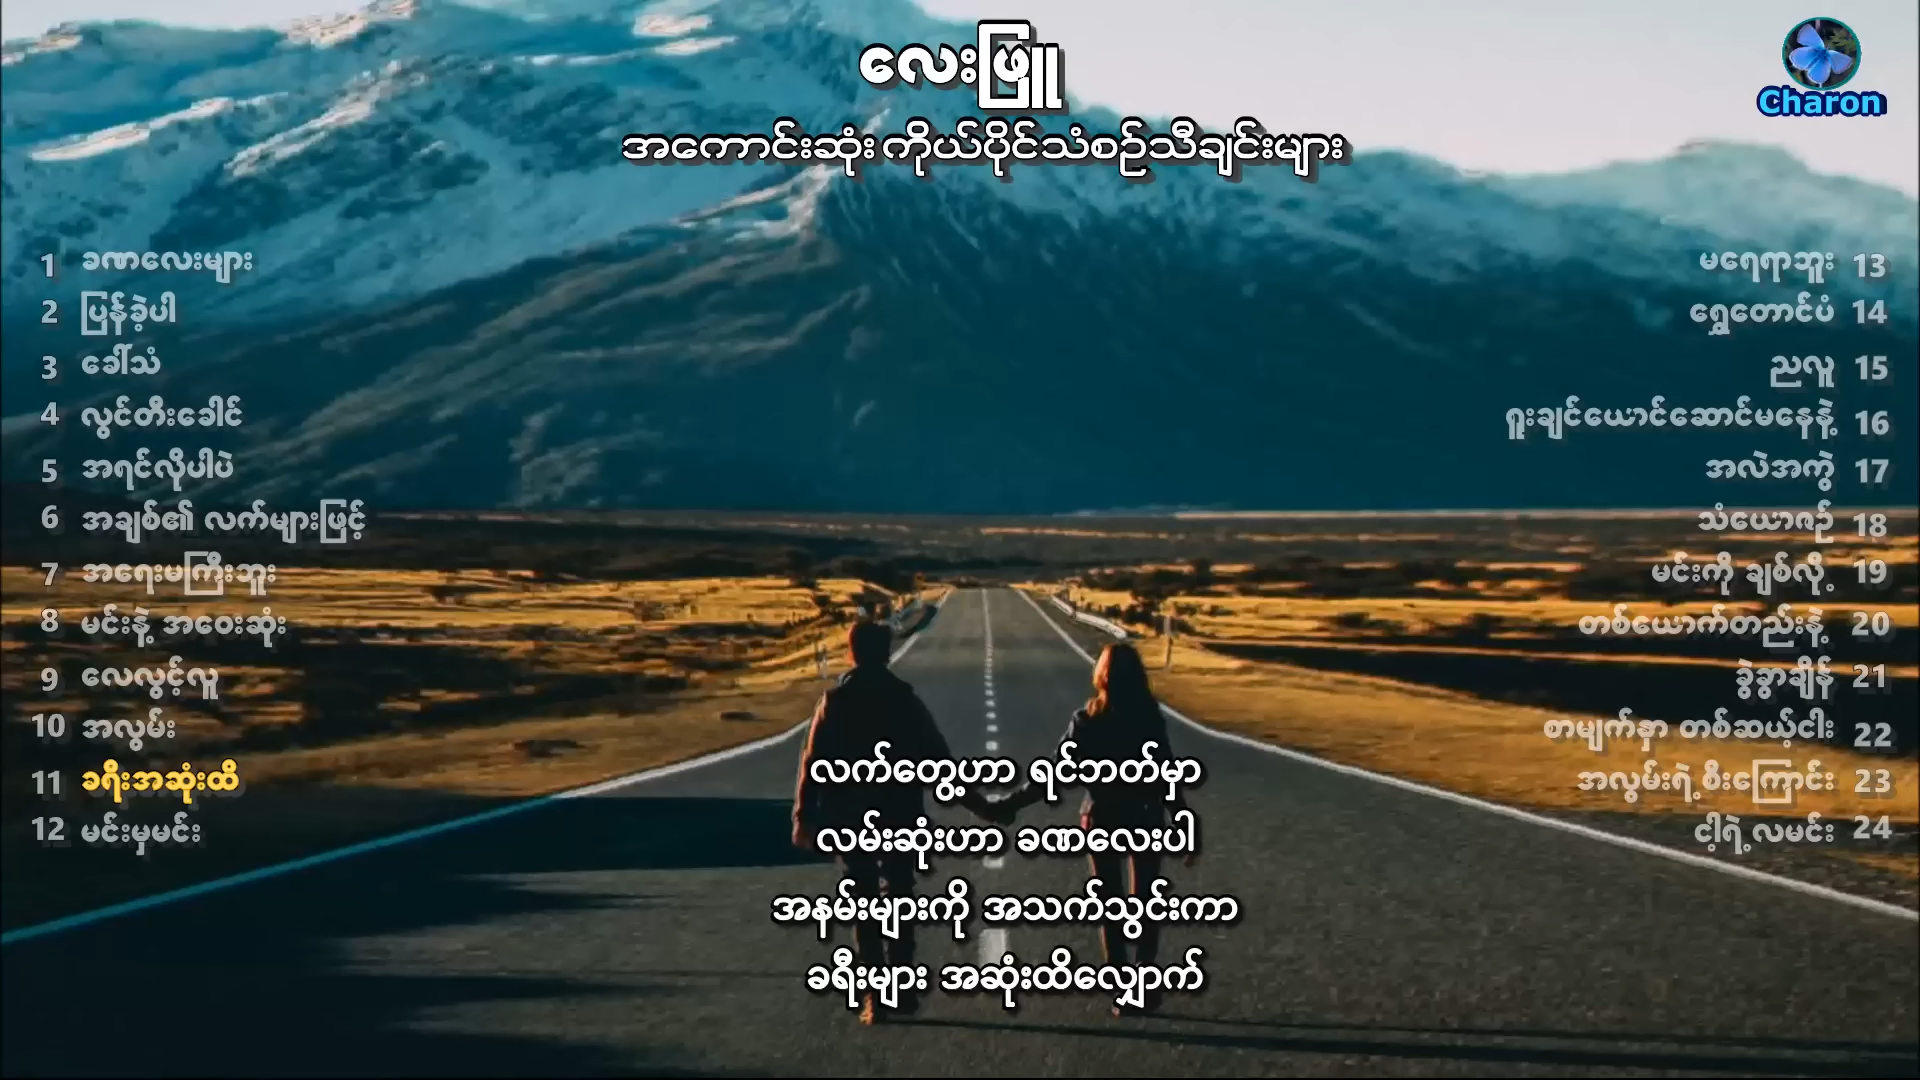 လေးဖြူ
အကောင်းဆုံး ကိုယ်ပိုင်သံစဉ်သီချင်းများ
Charon
1 ခဏလေးများ
2 ပြန်ခဲ့ပါ
3 ခေါ်သံ
4 လွင်တီးခေါင်
5 အရင်လိုပါပဲ
6 အချစ်၏ လက်များဖြင့်
7 အရေးမကြီးဘူး
8 မင်းနဲ့ အဝေးဆုံး
9 လေလွင့်လူ
10 အလွမ်း
11 ခရီးအဆုံးထိ
12 မင်းမှမင်း
မရေရာဘူး 13
ရွှေတောင်ပံ 14
ညလူ 15
ရူးချင်ယောင်ဆောင်မနေနဲ့ 16
အလဲအကွဲ 17
သံယောဇဉ် 18
မင်းကို ချစ်လို့ 19
တစ်ယောက်တည်းနဲ့ 20
ခွဲခွာချိန် 21
စာမျက်နှာ တစ်ဆယ့်ငါး 22
အလွမ်းရဲ့စီးကြောင်း 23
ငါ့ရဲ့လမင်း 24
လက်တွေ့ဟာ ရင်ဘတ်မှာ
လမ်းဆုံးဟာ ခဏလေးပါ
အနမ်းများကို အသက်သွင်းကာ
ခရီးများ အဆုံးထိလျှောက်